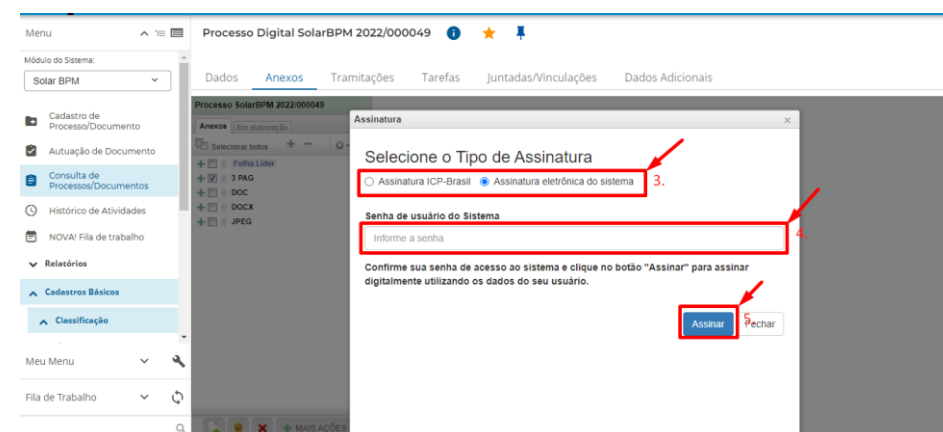 Menu
Processo Digital SolarBPM 2022/000049
Módulo do Sistema:
Solar BPM
Dados Anexos Tramitações Tarefas Juntadas/Vinculações Dados Adicionais
Processo SolarBPM 2022/000049
Anexos Em elaboração
Selecionar todos
Folha Líder
3 PAG
DOC
DOCX
JPEG
Cadastro de
Processo/Documento
Autuação de Documento
Consulta de
Processos/Documentos
Histórico de Atividades
NOVA! Fila de trabalho
Relatórios
Cadastros Básicos
Classificação
Meu Menu
Fila de Trabalho
Assinatura
Selecione o Tipo de Assinatura
Assinatura ICP-Brasil Assinatura eletrônica do sistema 3.
Senha de usuário do Sistema
Informe a senha 4.
Confirme sua senha de acesso ao sistema e clique no botão "Assinar" para assinar
digitalmente utilizando os dados do seu usuário.
Assinar 5. Fechar
MAIS AÇÕES